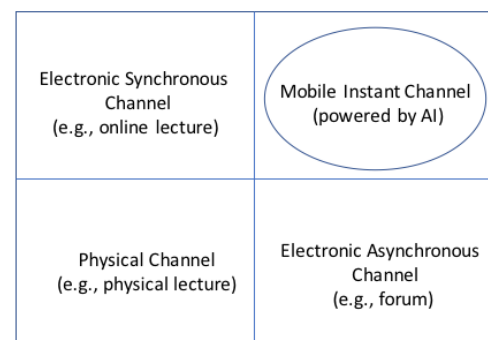 Electronic Synchronous
Channel
(e.g., online lecture)
Mobile Instant Channel
(powered by AI)
Physical Channel
(e.g., physical lecture)
Electronic Asynchronous
Channel
(e.g., forum)